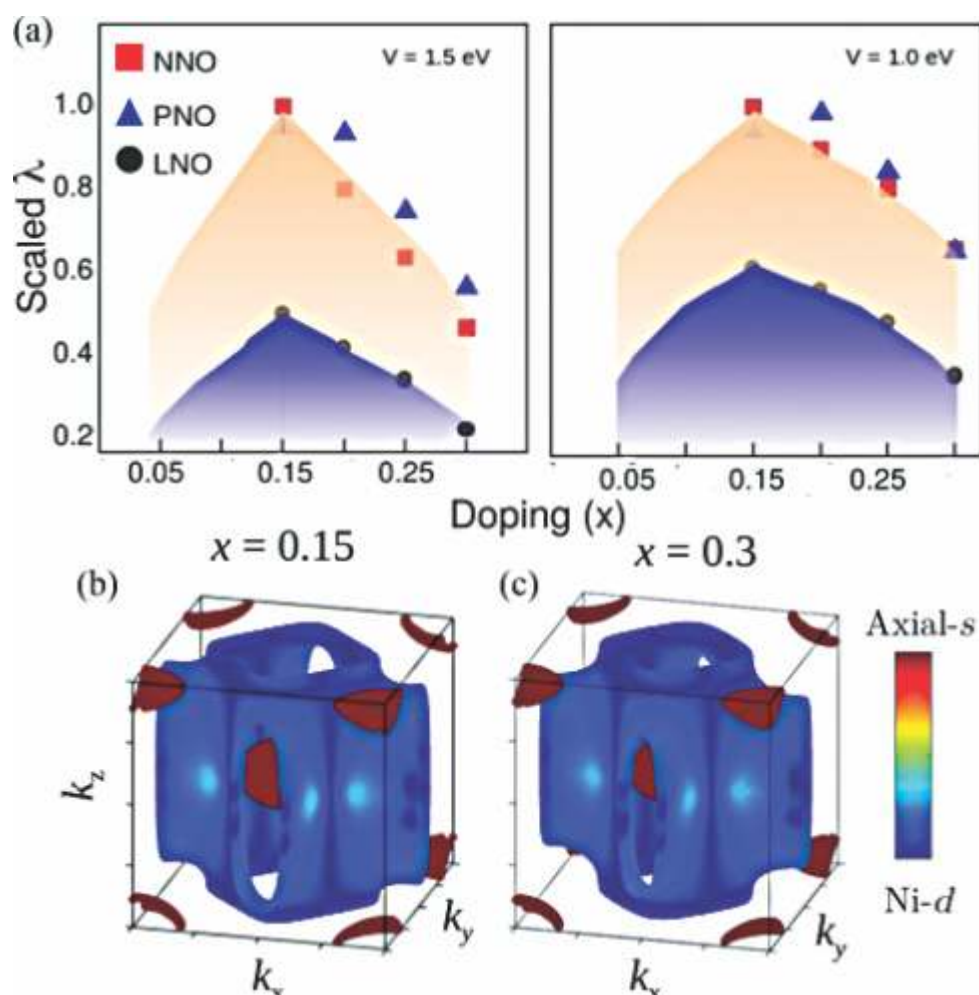 (a)
NNO
PNO
LNO
V = 1.5 eV
V = 1.0 eV
Scaled λ
1.0
0.8
0.6
0.4
0.2
0.05 0.15 0.25
0.05 0.15 0.25
Doping (x)
x = 0.15
x = 0.3
(b)
(c)
Axial-s
Ni-d
k_z
k_y
k_x
k_y
k_x